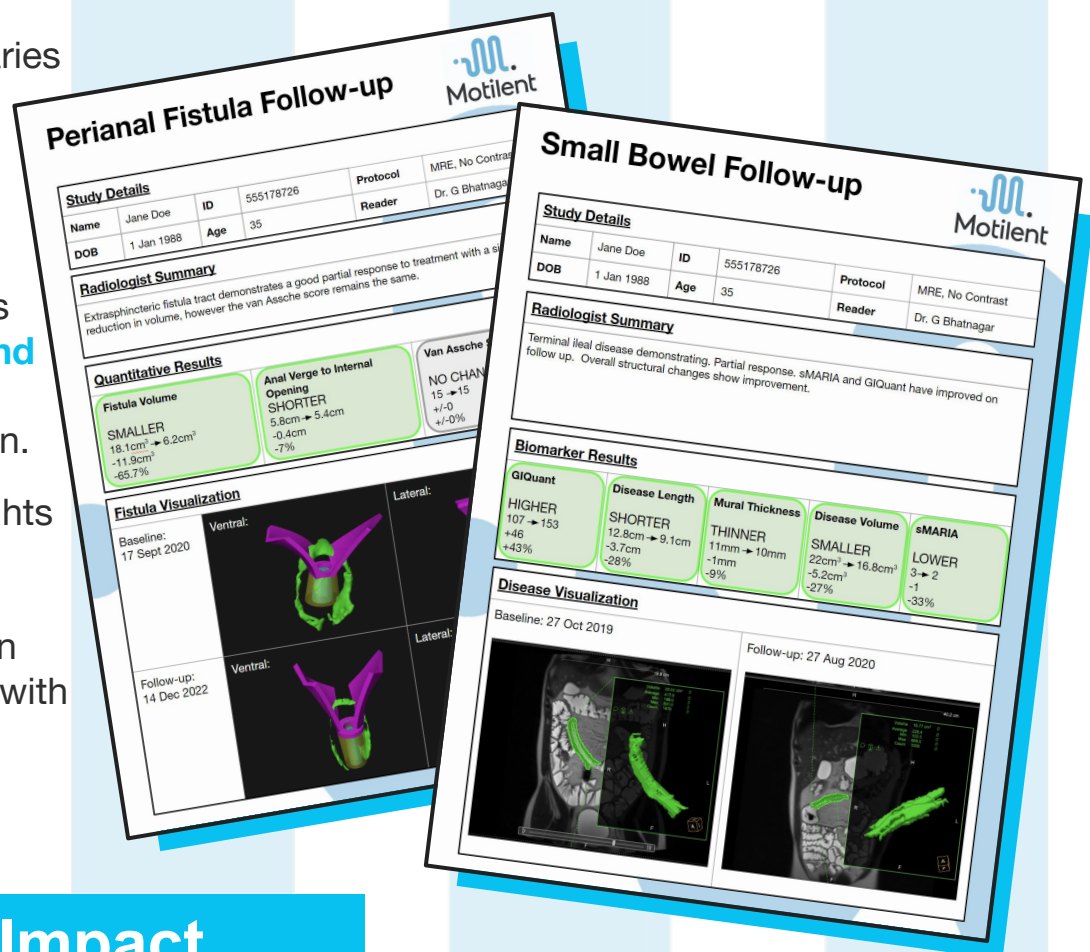 ries
s
nd
n.
hts
n
with
Impact
Perianal Fistula Follow-up
Motilent
Study Details
Name Jane Doe ID 555178726 Protocol MRE, No Contras
DOB 1 Jan 1988 Age 35 Reader Dr. G Bhatnaga
Radiologist Summary
Extrasphincteric fistula tract demonstrates a good partial response to treatment with a si
reduction in volume, however the van Assche score remains the same.
Quantitative Results
Fistula Volume
SMALLER
18.1cm³ → 6.2cm³
-11.9cm³
-65.7%
Anal Verge to Internal
Opening
SHORTER
5.8cm → 5.4cm
-0.4cm
-7%
Van Assche S
NO CHAN
15 → 15
+/-0
+/-0%
Fistula Visualization
Baseline:
17 Sept 2020
Ventral:
Lateral:
Follow-up:
14 Dec 2022
Ventral:
Lateral:
Small Bowel Follow-up
Motilent
Study Details
Name Jane Doe ID 555178726 Protocol MRE, No Contrast
DOB 1 Jan 1988 Age 35 Reader Dr. G Bhatnagar
Radiologist Summary
Terminal ileal disease demonstrating. Partial response. sMARIA and GIQuant have improved on
follow up. Overall structural changes show improvement.
Biomarker Results
GIQuant
HIGHER
107 → 153
+46
+43%
Disease Length
SHORTER
12.8cm → 9.1cm
-3.7cm
-28%
Mural Thickness
THINNER
11mm → 10mm
-1mm
-9%
Disease Volume
SMALLER
22cm³ → 16.8cm³
-5.2cm³
-27%
sMARIA
LOWER
3 → 2
-1
-33%
Disease Visualization
Baseline: 27 Oct 2019
Follow-up: 27 Aug 2020